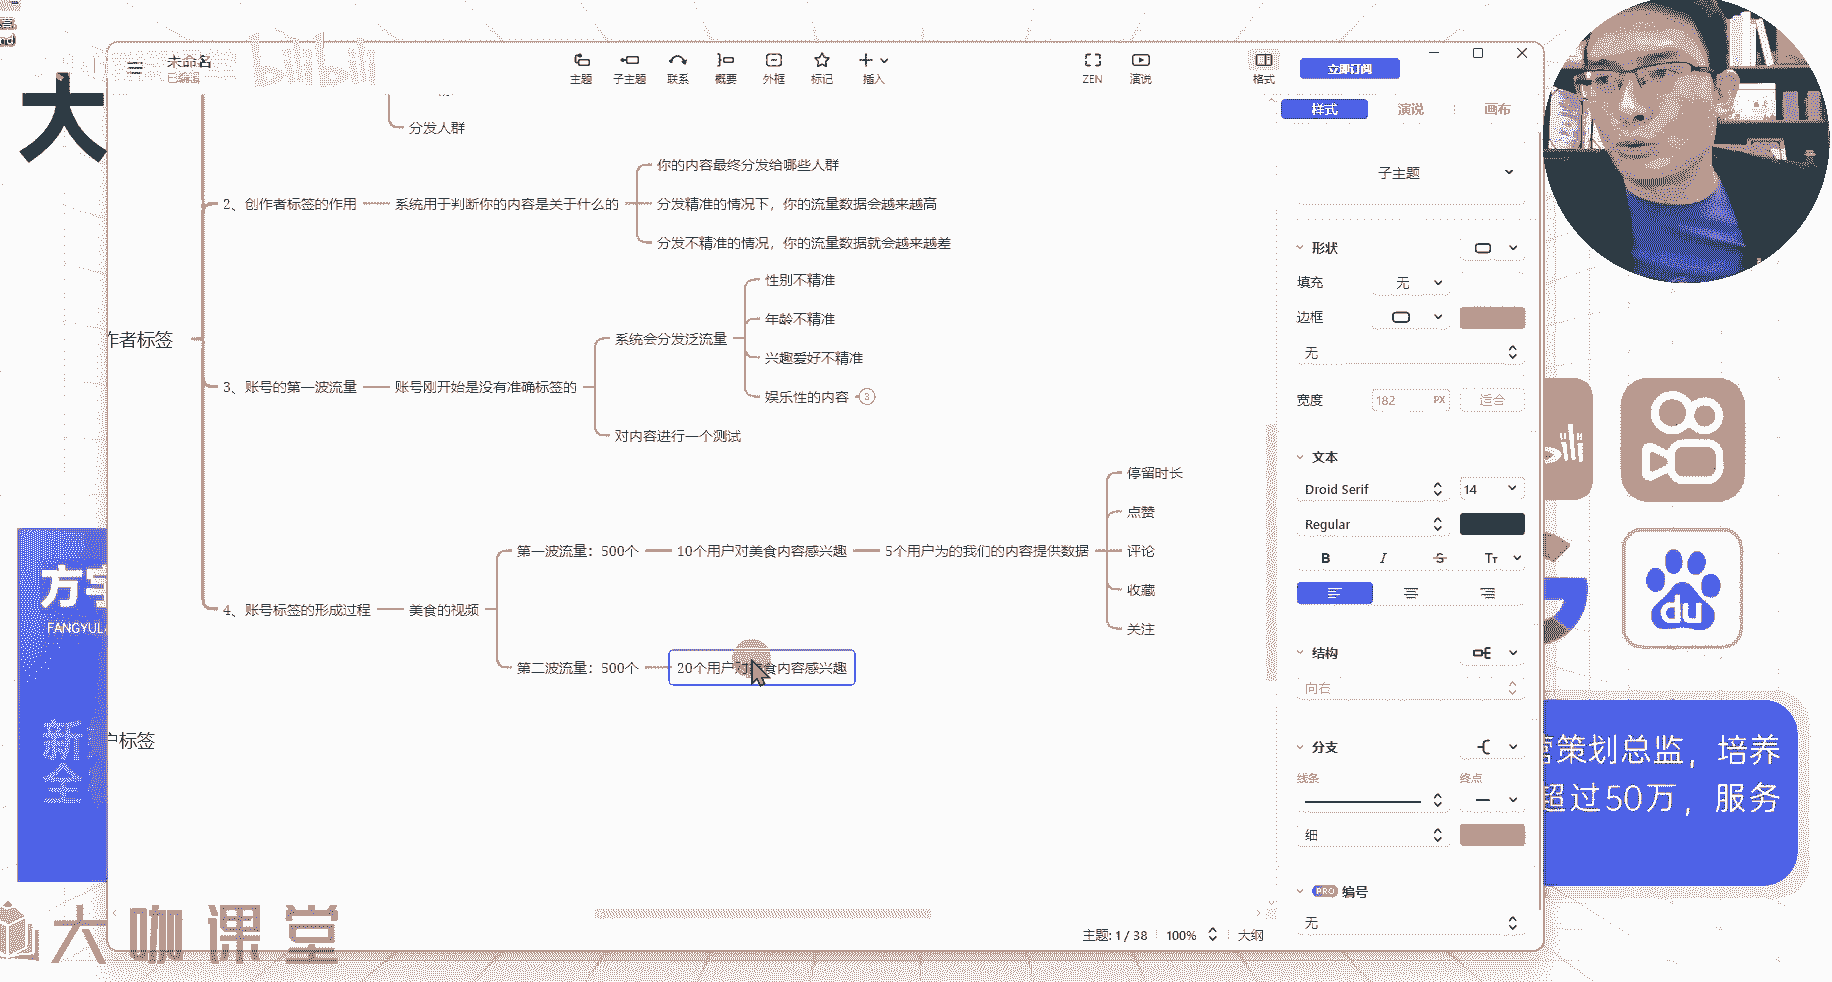 未命名
已编辑
bilibili
主题
子主题
联系
概要
外框
标记
插入
ZEN
演说
格式
立即订阅
样式
演说
画布
大
分发人群
你的内容最终分发给哪些人群
2、创作者标签的作用
系统用于判断你的内容是关于什么的
分发精准的情况下，你的流量数据会越来越高
分发不精准的情况，你的流量数据就会越来越差
性别不精准
年龄不精准
作者标签
系统会分发泛流量
兴趣爱好不精准
3、账号的第一波流量
账号刚开始是没有准确标签的
娱乐性的内容
3
对内容进行一个测试
停留时长
点赞
第一波流量：500个
10个用户对美食内容感兴趣
5个用户为的我们的内容提供数据
评论
收藏
4、账号标签的形成过程
美食的视频
关注
第二波流量：500个
20个用户对美食内容感兴趣
户标签
子主题
形状
填充
无
边框
无
宽度
182
PX
适合
文本
Droid Serif
14
Regular
B
I
S
Tт
结构
向右
分支
线条
终点
细
PRO
编号
无
主题: 1 / 38
100%
大纲
方宇
FANGYUL
新
全
du
营策划总监，培养
超过50万，服务
大咖课堂